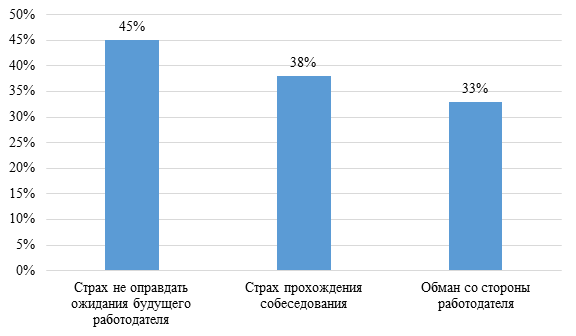 50%
45%
40%
35%
30%
25%
20%
15%
10%
5%
0%
45%
38%
33%
Страх не оправдать
ожидания будущего
работодателя
Страх прохождения
собеседования
Обман со стороны
работодателя